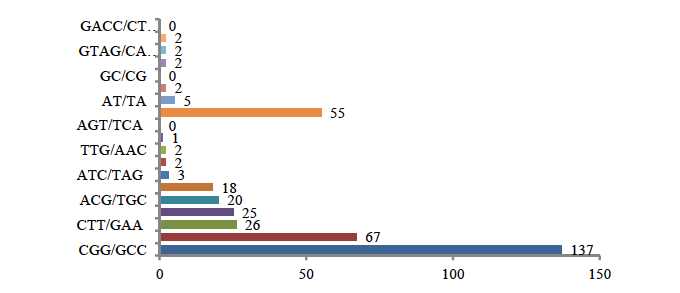 GACC/CT.. 0
2
GTAG/CA.. 2
2
GC/CG 0
2
AT/TA 5
55
AGT/TCA 0
1
TTG/AAC 2
2
ATC/TAG 3
18
ACG/TGC 20
25
CTT/GAA 26
67
CGG/GCC 137
0 50 100 150